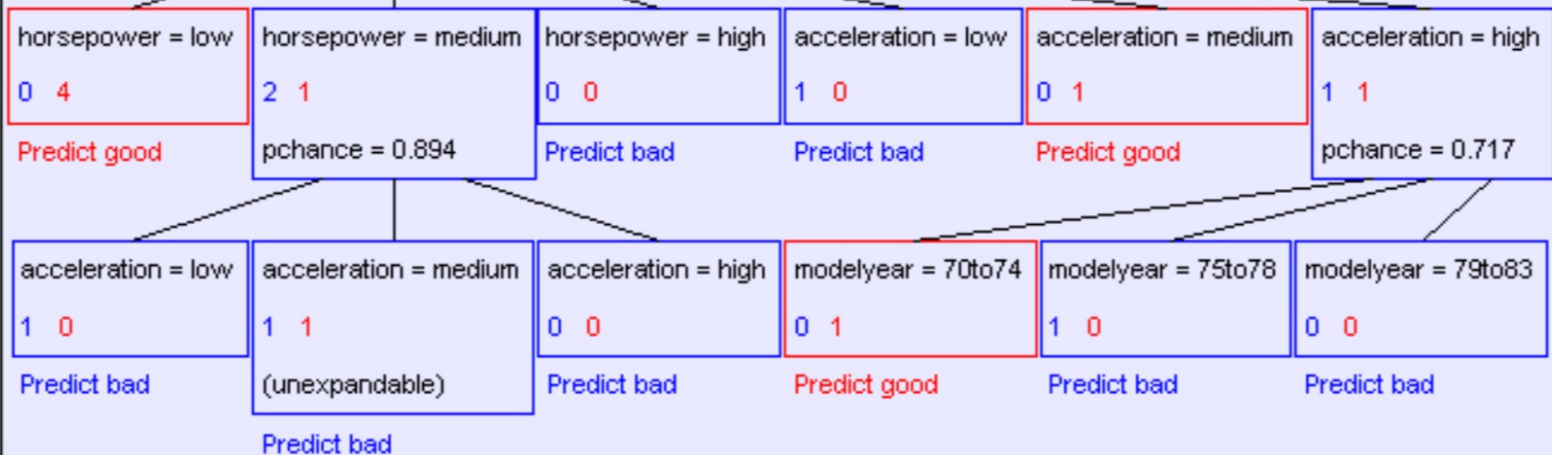 horsepower = low
0 4
Predict good
horsepower = medium
2 1
pchance = 0.894
horsepower = high
0 0
Predict bad
acceleration = low
1 0
Predict bad
acceleration = medium
0 1
Predict good
acceleration = high
1 1
pchance = 0.717
acceleration = low
1 0
Predict bad
acceleration = medium
1 1
(unexpandable)
Predict bad
acceleration = high
0 0
Predict bad
modelyear = 70to74
0 1
Predict good
modelyear = 75to78
1 0
Predict bad
modelyear = 79to83
0 0
Predict bad